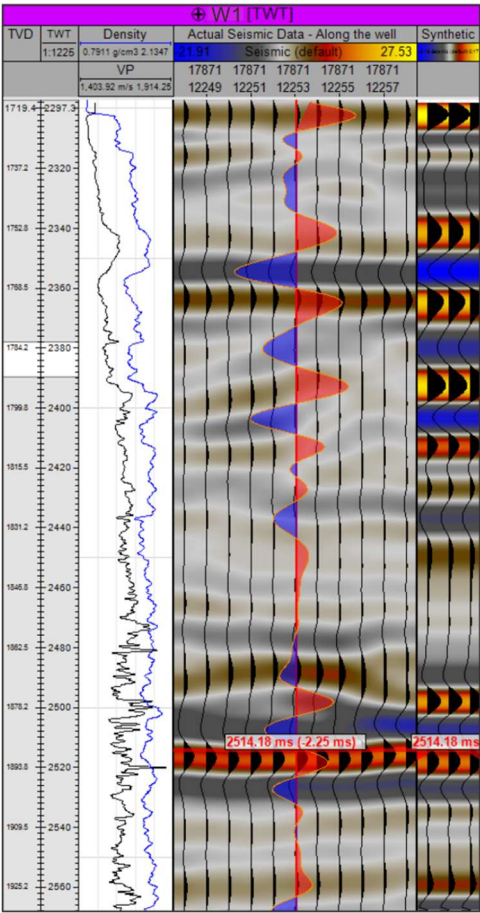 ⊕ W1 [TWT]
TVD TWT Density Actual Seismic Data - Along the well Synthetic
1:1225 0.7911 g/cm3 2.1347 -21.91 Seismic (default) 27.53
VP 17871 17871 17871 17871 17871
1,403.92 m/s 1,914.25 12249 12251 12253 12255 12257
1719.4 2297.3
1737.2 2320
1752.8 2340
1768.5 2360
1784.2 2380
1799.8 2400
1815.5 2420
1831.2 2440
1846.8 2460
1862.5 2480
1878.2 2500
2514.18 ms (-2.25 ms) 2514.18 ms
1893.8 2520
1909.5 2540
1925.2 2560